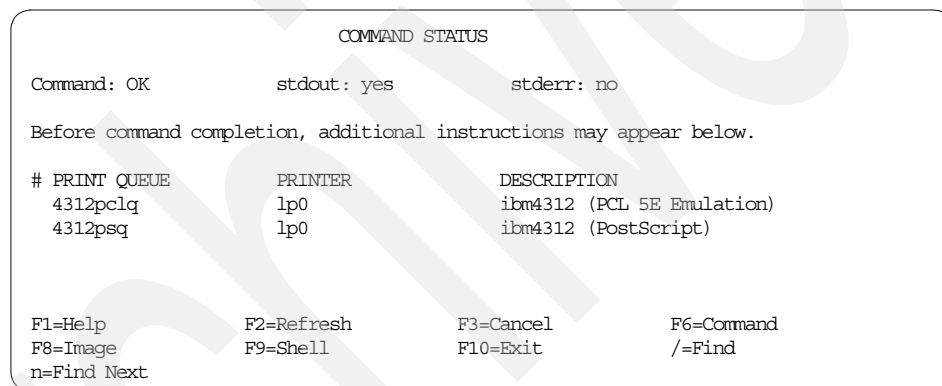 COMMAND STATUS
Command: OK stdout: yes stderr: no
Before command completion, additional instructions may appear below.
# PRINT QUEUE PRINTER DESCRIPTION
4312pclq lp0 ibm4312 (PCL 5E Emulation)
4312psq lp0 ibm4312 (PostScript)
F1=Help F2=Refresh F3=Cancel F6=Command
F8=Image F9=Shell F10=Exit /=Find
n=Find Next